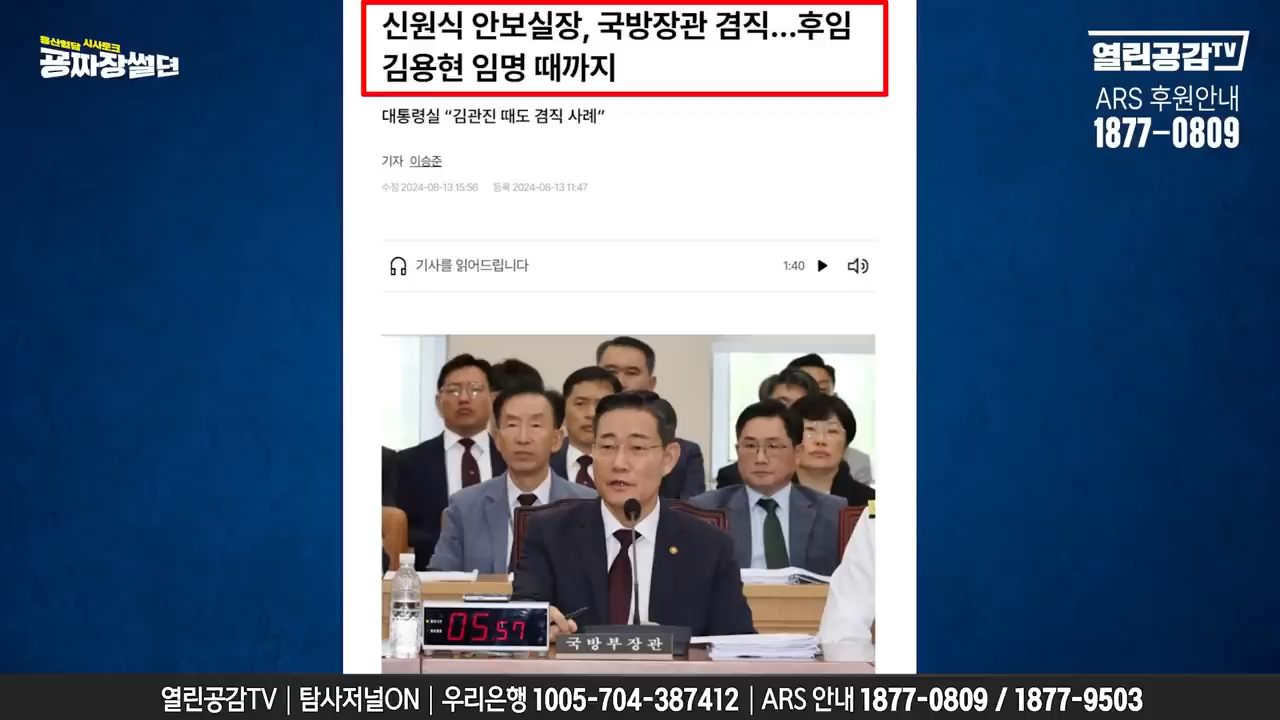 용산협담 시사토크
공짜장썰뎐
신원식 안보실장, 국방장관 겸직...후임
김용현 임명 때까지
열린공감TV
ARS 후원안내
1877-0809
대통령실 “김관진 때도 겸직 사례”
기자 이승준
수정 2024-08-13 15:56 등록 2024-08-13 11:47
기사를 읽어드립니다
1:40
05 57
국방부장관
열린공감TV | 탐사저널ON | 우리은행 1005-704-387412 | ARS 안내 1877-0809 / 1877-9503